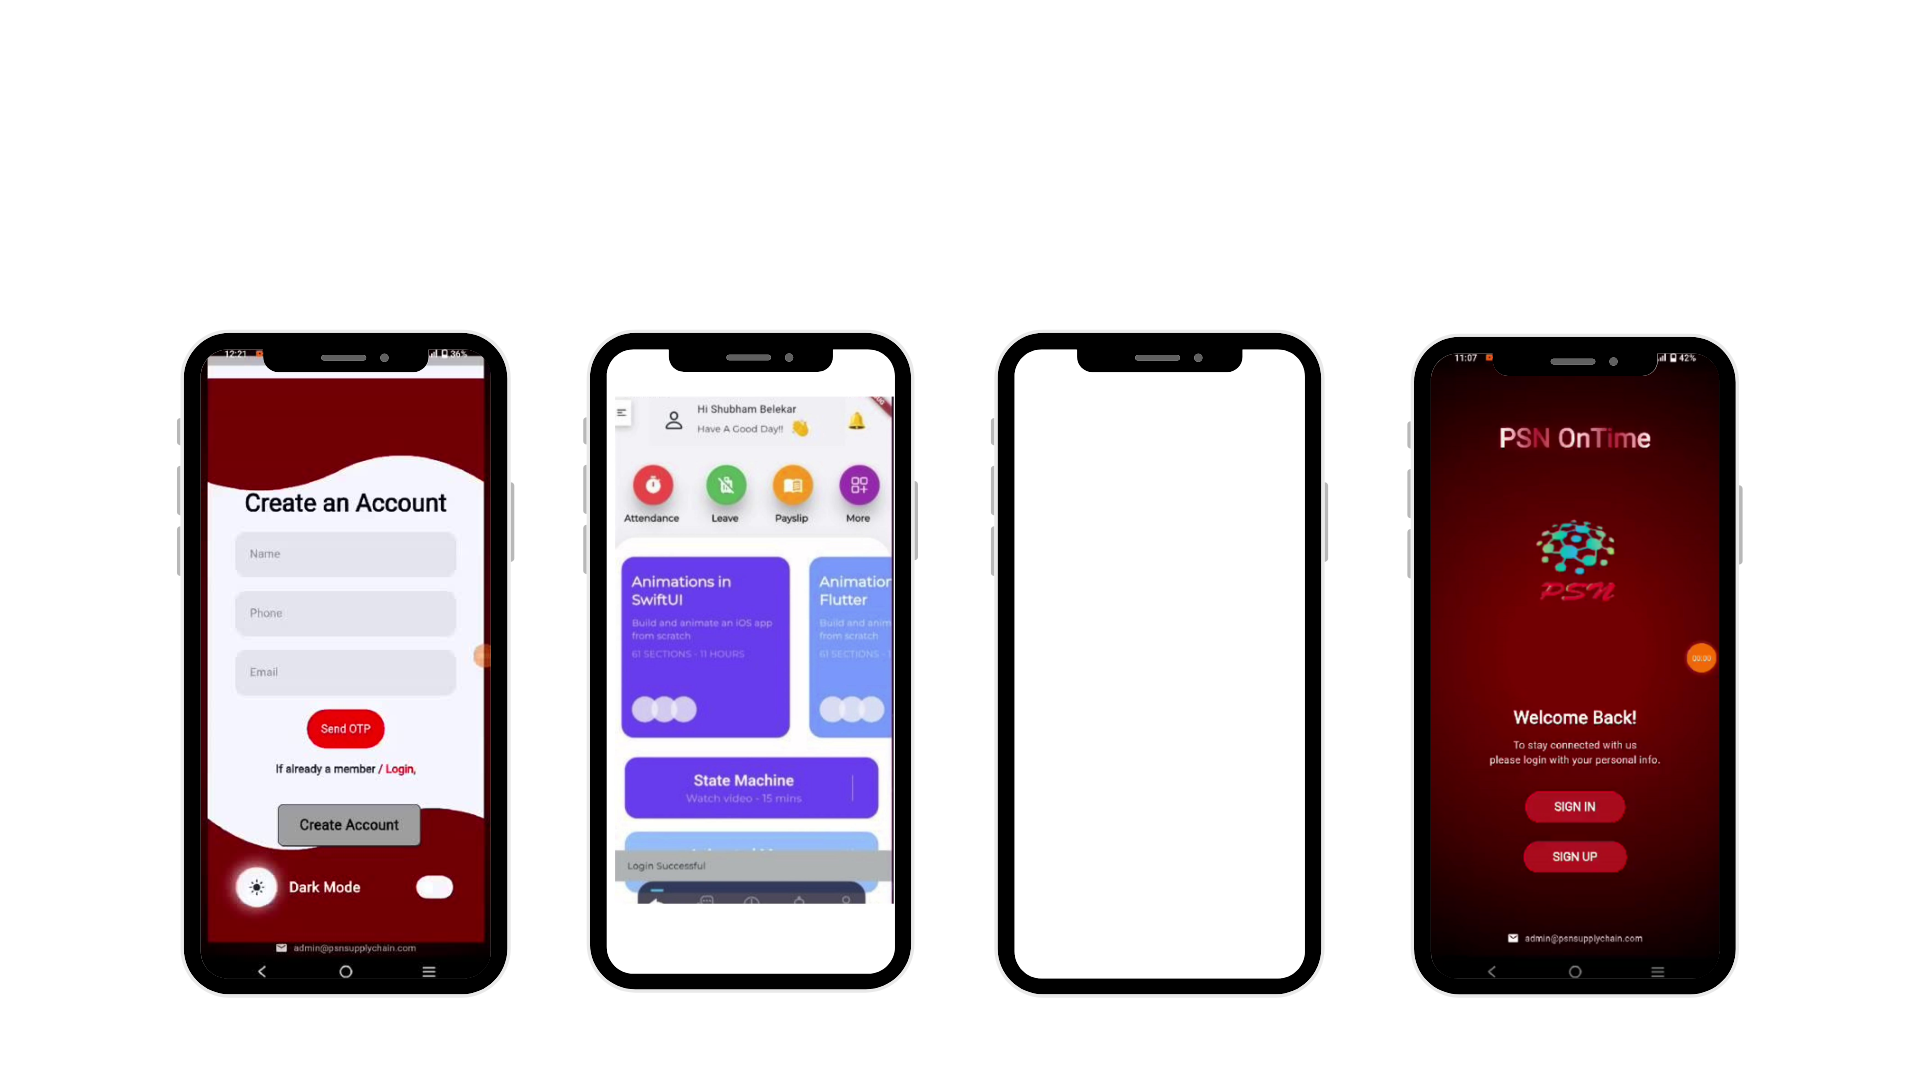 12:21
36%
Create an Account
Name
Phone
Email
Send OTP
If already a member / Login,
Create Account
Dark Mode
admin@psnsupplychain.com
Hi Shubham Belekar
Have A Good Day!!
Attendance
Leave
Payslip
More
Animations in
SwiftUI
Build and animate an iOS app
from scratch
61 SECTIONS - 11 HOURS
Animation
Flutter
Build and anim
from scratch
61 SECTIONS - 1
State Machine
Watch video - 15 mins
Login Successful
11:07
42%
PSN OnTime
PSN
00:00
Welcome Back!
To stay connected with us
please login with your personal info.
SIGN IN
SIGN UP
admin@psnsupplychain.com